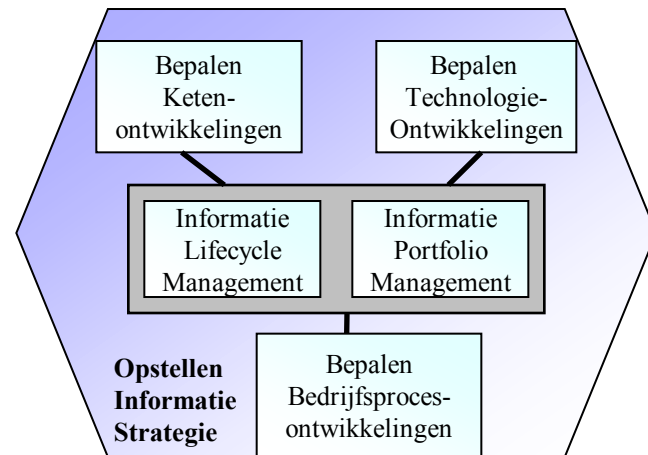 Bepalen
Keten-
ontwikkelingen
Bepalen
Technologie-
Ontwikkelingen
Informatie
Lifecycle
Management
Informatie
Portfolio
Management
Opstellen
Informatie
Strategie
Bepalen
Bedrijfsproces-
ontwikkelingen